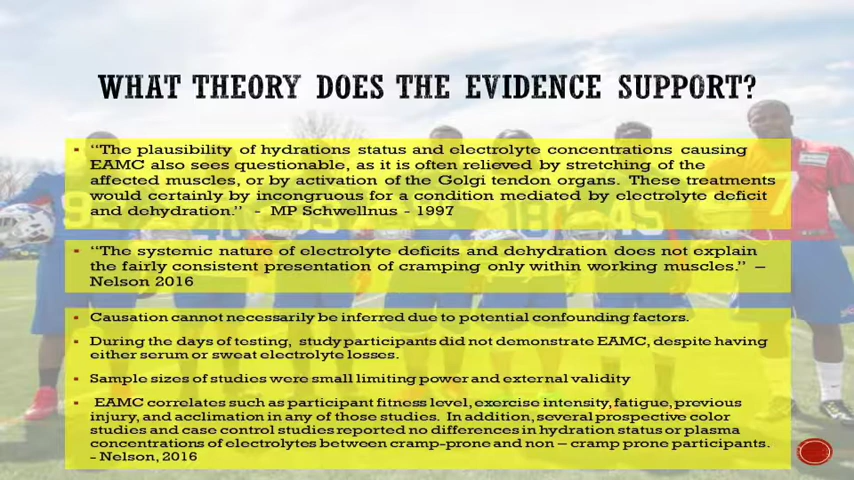 WHAT THEORY DOES THE EVIDENCE SUPPORT?
"The plausibility of hydrations status and electrolyte concentrations causing
EAMC also sees questionable, as it is often relieved by stretching of the
affected muscles, or by activation of the Golgi tendon organs. These treatments
would certainly by incongruous for a condition mediated by electrolyte deficit
and dehydration." - MP Schwellnus - 1997
"The systemic nature of electrolyte deficits and dehydration does not explain
the fairly consistent presentation of cramping only within working muscles." –
Nelson 2016
Causation cannot necessarily be inferred due to potential confounding factors.
During the days of testing, study participants did not demonstrate EAMC, despite having
either serum or sweat electrolyte losses.
Sample sizes of studies were small limiting power and external validity
EAMC correlates such as participant fitness level, exercise intensity, fatigue, previous
injury, and acclimation in any of those studies. In addition, several prospective color
studies and case control studies reported no differences in hydration status or plasma
concentrations of electrolytes between cramp-prone and non – cramp prone participants.
- Nelson, 2016
7